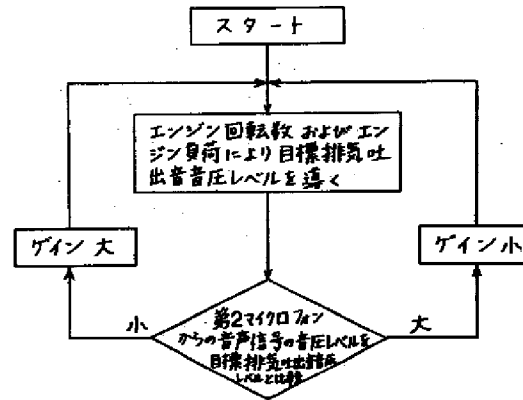 スタート
エンジン回転数およびエン
ジン負荷により目標排気吐
出音音圧レベルを導く
ゲイン大
ゲイン小
小
大
第2マイクロフォン
からの音声信号の音圧レベルを
目標排気吐出音音圧
レベルと比較